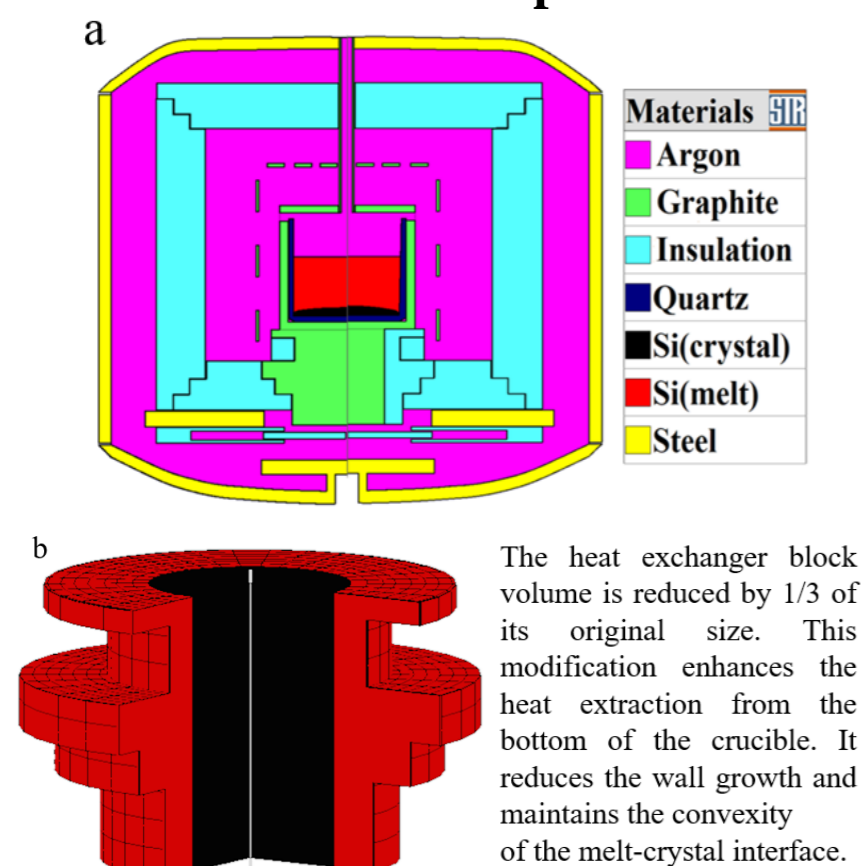 a
Materials STR
Argon
Graphite
Insulation
Quartz
Si(crystal)
Si(melt)
Steel
b
The heat exchanger block
volume is reduced by 1/3 of
its original size. This
modification enhances the
heat extraction from the
bottom of the crucible. It
reduces the wall growth and
maintains the convexity
of the melt-crystal interface.